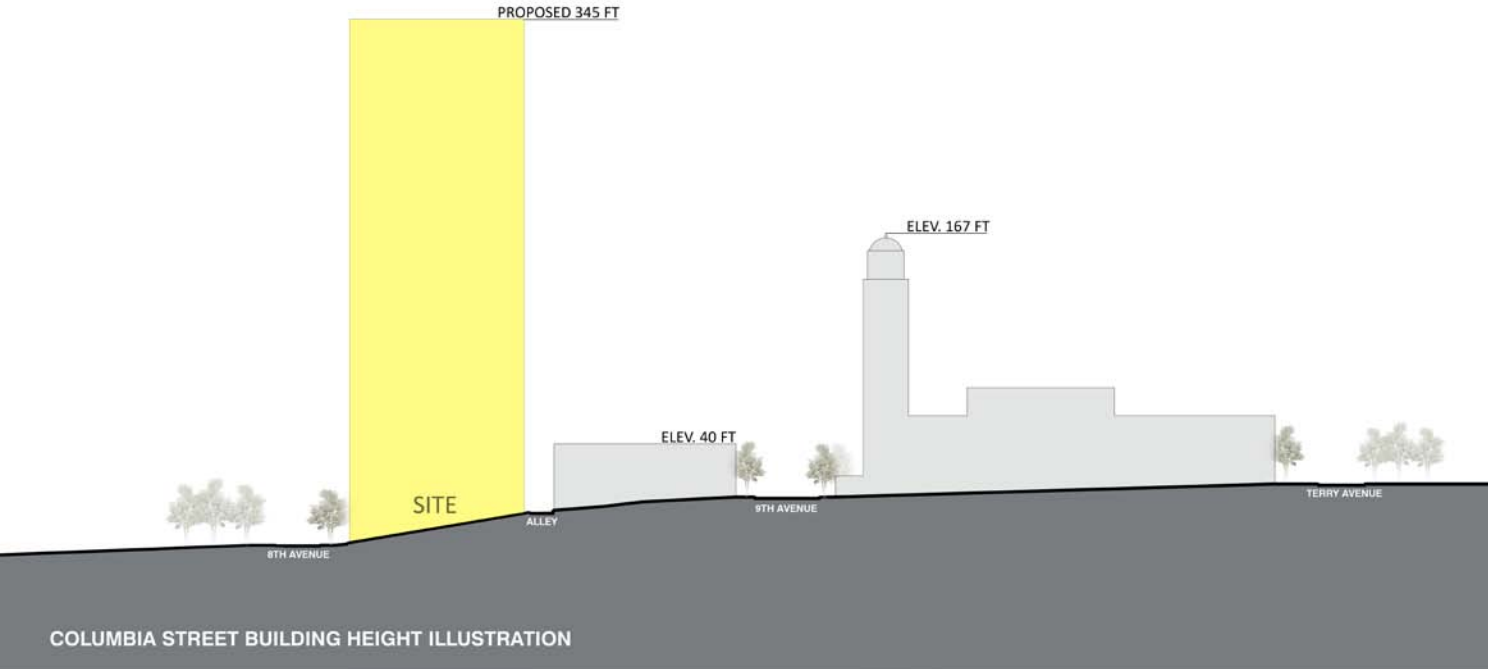 PROPOSED 345 FT
ELEV. 167 FT
ELEV. 40 FT
SITE
ALLEY
9TH AVENUE
TERRY AVENUE
8TH AVENUE
COLUMBIA STREET BUILDING HEIGHT ILLUSTRATION